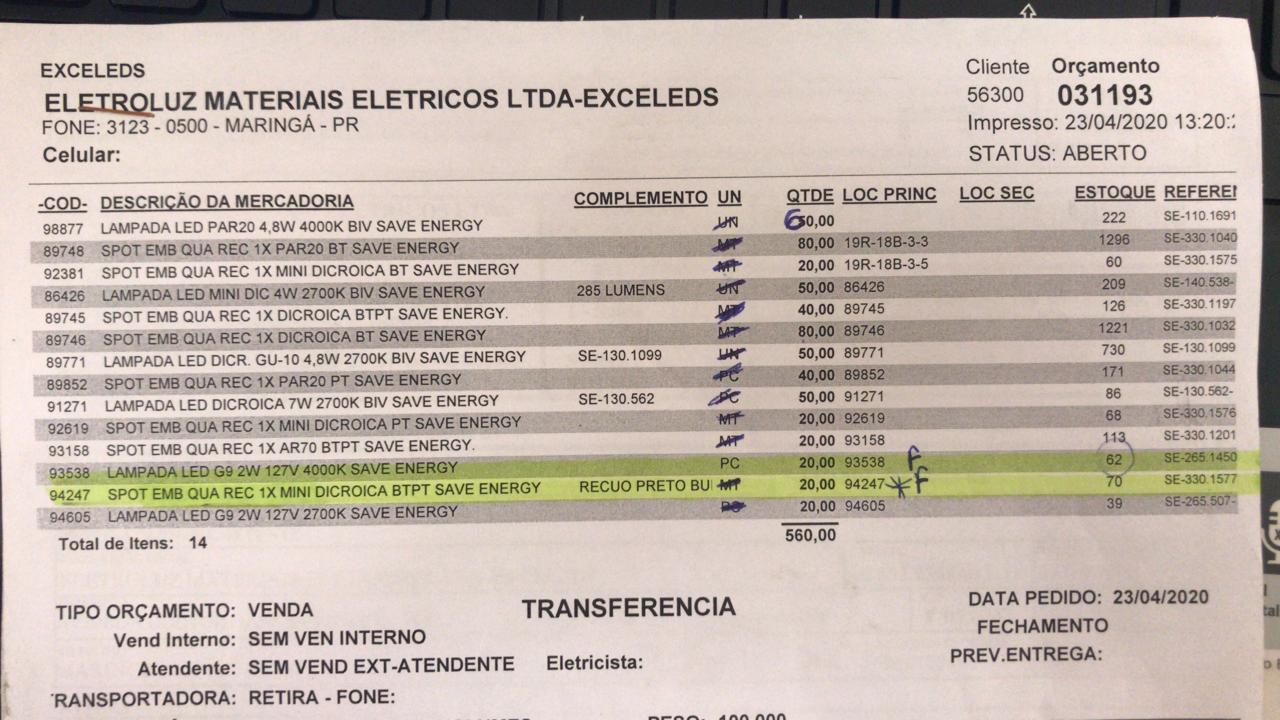 EXCELEDS
ELETROLUZ MATERIAIS ELETRICOS LTDA-EXCELEDS
FONE: 3123 - 0500 - MARINGÁ - PR
Celular:
Cliente Orçamento
56300 031193
Impresso: 23/04/2020 13:20:
STATUS: ABERTO
-COD- DESCRIÇÃO DA MERCADORIA COMPLEMENTO UN QTDE LOC PRINC LOC SEC ESTOQUE REFEREN
98877 LAMPADA LED PAR20 4,8W 4000K BIV SAVE ENERGY UN 60,00 222 SE-110.1691
89748 SPOT EMB QUA REC 1X PAR20 BT SAVE ENERGY MT 80,00 19R-18B-3-3 1296 SE-330.1040
92381 SPOT EMB QUA REC 1X MINI DICROICA BT SAVE ENERGY MT 20,00 19R-18B-3-5 60 SE-330.1575
86426 LAMPADA LED MINI DIC 4W 2700K BIV SAVE ENERGY 285 LUMENS UN 50,00 86426 209 SE-140.538-
89745 SPOT EMB QUA REC 1X DICROICA BTPT SAVE ENERGY. MT 40,00 89745 126 SE-330.1197
89746 SPOT EMB QUA REC 1X DICROICA BT SAVE ENERGY MT 80,00 89746 1221 SE-330.1032
89771 LAMPADA LED DICR. GU-10 4,8W 2700K BIV SAVE ENERGY SE-130.1099 UN 50,00 89771 730 SE-130.1099
89852 SPOT EMB QUA REC 1X PAR20 PT SAVE ENERGY PC 40,00 89852 171 SE-330.1044
91271 LAMPADA LED DICROICA 7W 2700K BIV SAVE ENERGY SE-130.562 PC 50,00 91271 86 SE-130.562-
92619 SPOT EMB QUA REC 1X MINI DICROICA PT SAVE ENERGY MT 20,00 92619 68 SE-330.1576
93158 SPOT EMB QUA REC 1X AR70 BTPT SAVE ENERGY. MT 20,00 93158 113 SE-330.1201
93538 LAMPADA LED G9 2W 127V 4000K SAVE ENERGY PC 20,00 93538 F 62 SE-265.1450
94247 SPOT EMB QUA REC 1X MINI DICROICA BTPT SAVE ENERGY RECUO PRETO BU MT 20,00 94247 * F 70 SE-330.1577
94605 LAMPADA LED G9 2W 127V 2700K SAVE ENERGY PC 20,00 94605 39 SE-265.507-
560,00
Total de Itens: 14
TIPO ORÇAMENTO: VENDA TRANSFERENCIA DATA PEDIDO: 23/04/2020
Vend Interno: SEM VEN INTERNO FECHAMENTO
Atendente: SEM VEND EXT-ATENDENTE Eletricista: PREV.ENTREGA:
TRANSPORTADORA: RETIRA - FONE:
PESO: 100,000